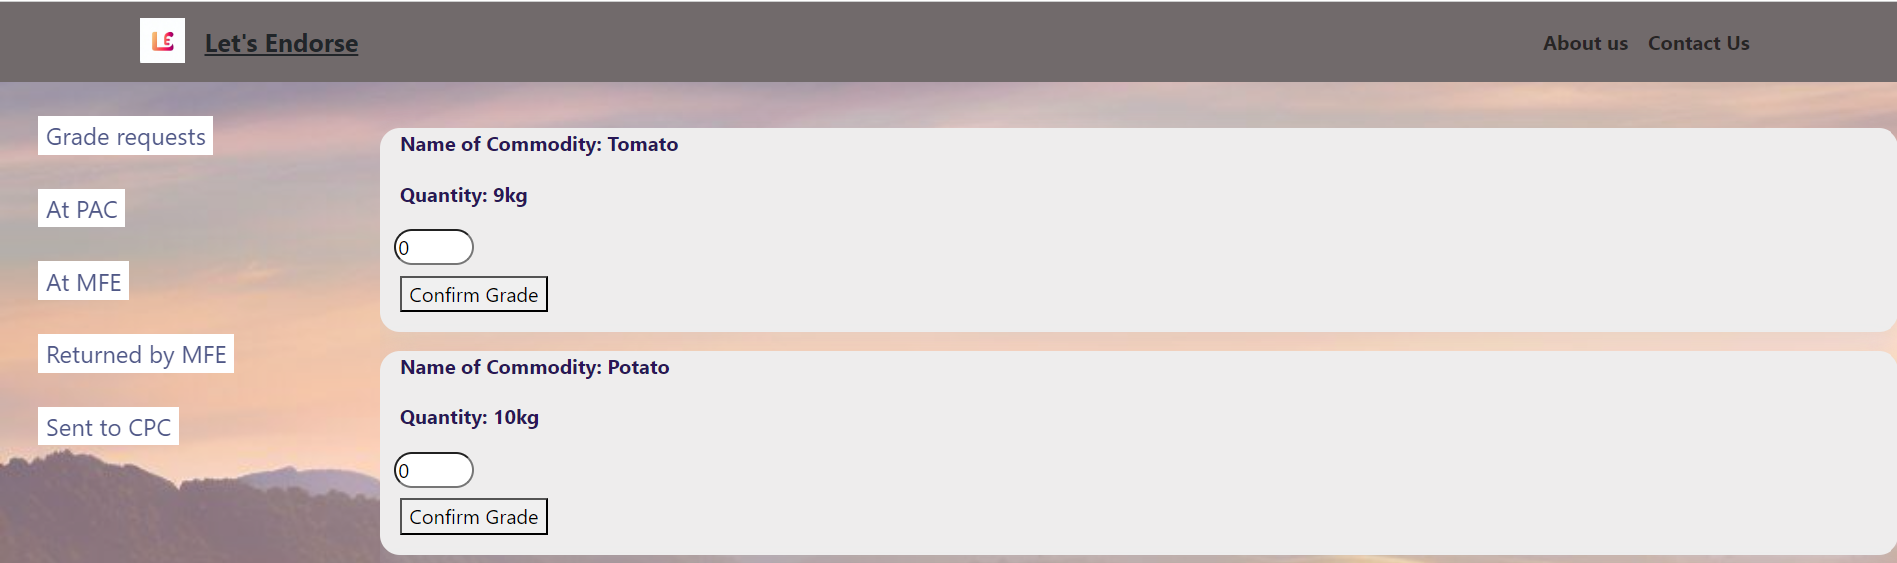 LE
Let's Endorse
About us
Contact Us
Grade requests
At PAC
At MFE
Returned by MFE
Sent to CPC
Name of Commodity: Tomato
Quantity: 9kg
0
Confirm Grade
Name of Commodity: Potato
Quantity: 10kg
0
Confirm Grade